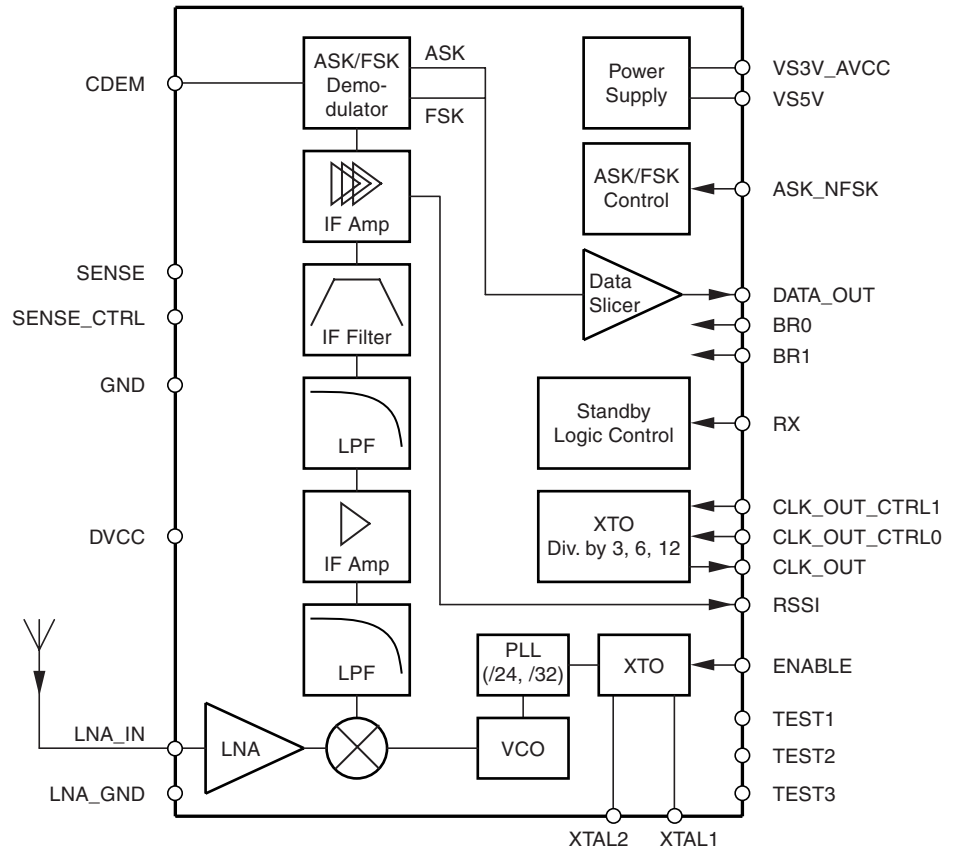 CDEM
SENSE
SENSE_CTRL
GND
DVCC
LNA_IN
LNA_GND
ASK/FSK
Demo-
dulator
ASK
FSK
IF Amp
IF Filter
LPF
IF Amp
LPF
LNA
Power
Supply
ASK/FSK
Control
Data
Slicer
Standby
Logic Control
XTO
Div. by 3, 6, 12
PLL
(/24, /32)
XTO
VCO
VS3V_AVCC
VS5V
ASK_NFSK
DATA_OUT
BR0
BR1
RX
CLK_OUT_CTRL1
CLK_OUT_CTRL0
CLK_OUT
RSSI
ENABLE
TEST1
TEST2
TEST3
XTAL2
XTAL1